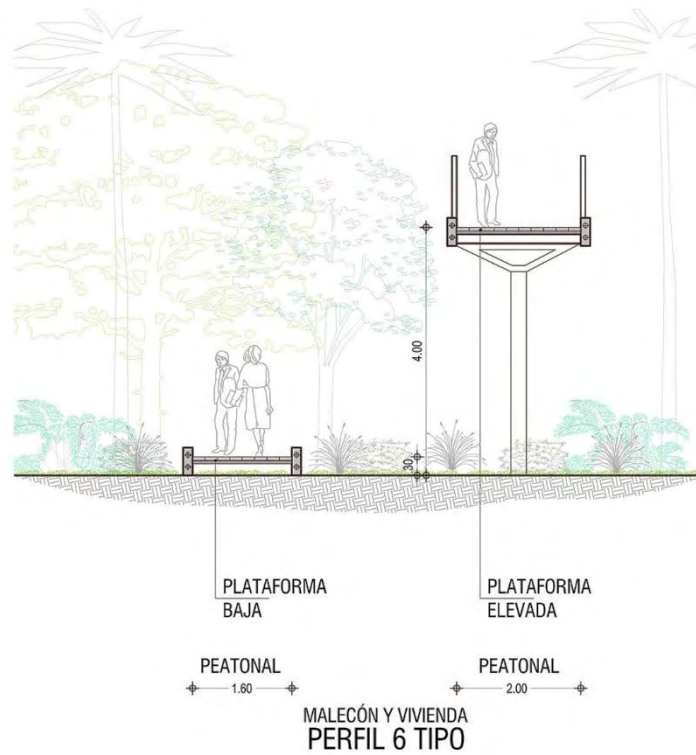 4.00
.30
PLATAFORMA
BAJA
PLATAFORMA
ELEVADA
PEATONAL
1.60
PEATONAL
2.00
MALECÓN Y VIVIENDA
PERFIL 6 TIPO